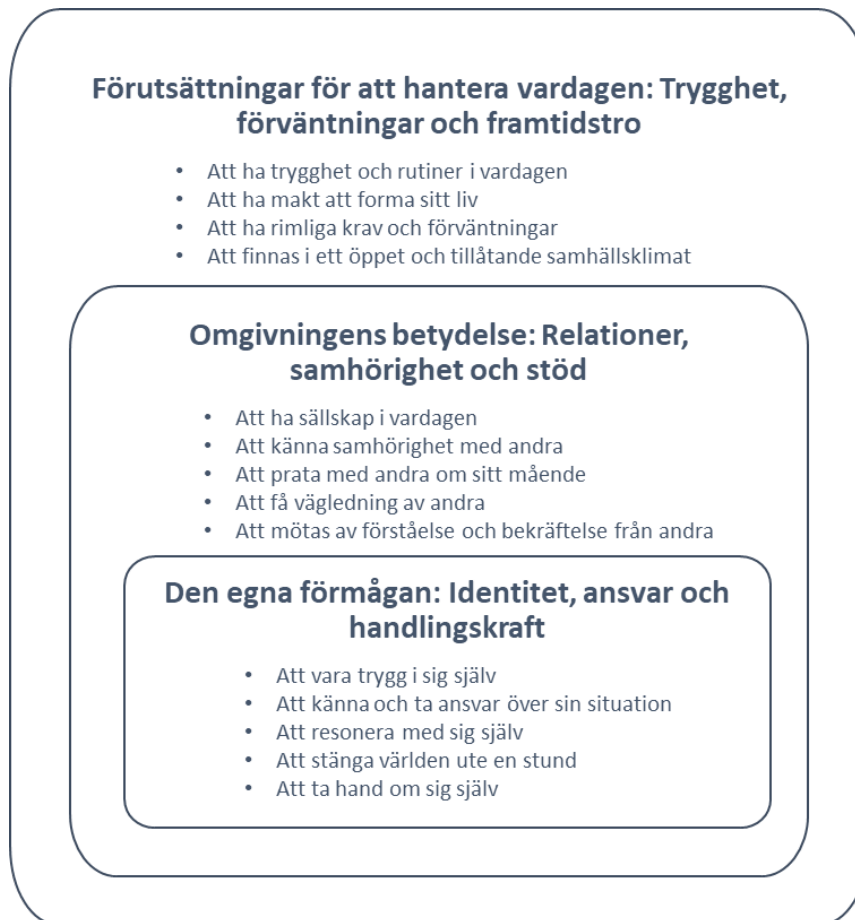 Förutsättningar för att hantera vardagen: Trygghet,
förväntningar och framtidstro
• Att ha trygghet och rutiner i vardagen
• Att ha makt att forma sitt liv
• Att ha rimliga krav och förväntningar
• Att finnas i ett öppet och tillåtande samhällsklimat
Omgivningens betydelse: Relationer,
samhörighet och stöd
• Att ha sällskap i vardagen
• Att känna samhörighet med andra
• Att prata med andra om sitt mående
• Att få vägledning av andra
• Att mötas av förståelse och bekräftelse från andra
Den egna förmågan: Identitet, ansvar och
handlingskraft
• Att vara trygg i sig själv
• Att känna och ta ansvar över sin situation
• Att resonera med sig själv
• Att stänga världen ute en stund
• Att ta hand om sig själv